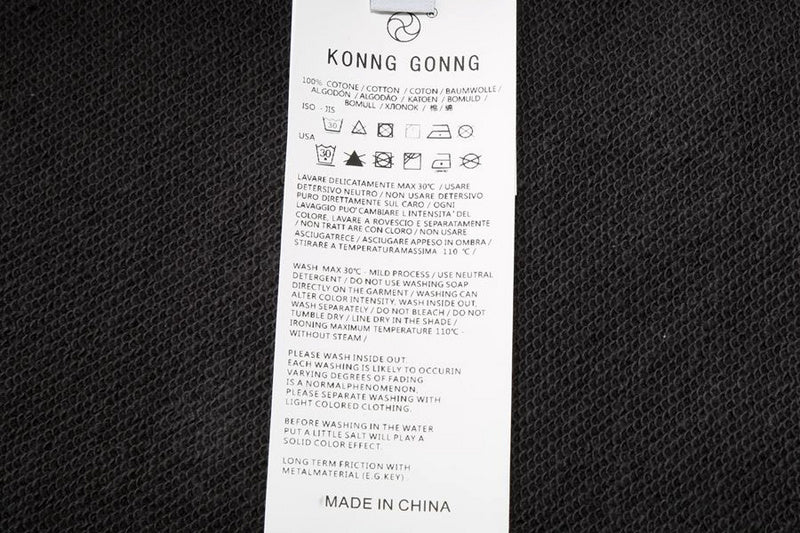 KONNG GONNG
100% COTONE / COTTON / COTON / BAUMWOLLE /
ALGODON / ALGODÃO / KATOEN / BOMULD /
BOMULL / ХЛОПОК / 棉 / 綿
ISO - JIS
30
USA
30
LAVARE DELICATAMENTE MAX 30℃ / USARE
DETERSIVO NEUTRO / NON USARE DETERSIVO
PURO DIRETTAMENTE SUL CARO / OGNI
LAVAGGIO PUO'CAMBIARE L'INTENSITA' DEL
COLORE, LAVARE A ROVESCIO E SEPARATAMENTE
/ NON TRATT ARE CON CLORO / NON USARE
ASCIUGATRECE / ASCIUGARE APPESO IN OMBRA /
STIRARE A TEMPERATURAMASSIMA 110 ℃ /
WASH MAX 30℃ - MILD PROCESS / USE NEUTRAL
DETERGENT / DO NOT USE WASHING SOAP
DIRECTLY ON THE GARMENT / WASHING CAN
ALTER COLOR INTENSITY, WASH INSIDE OUT.
WASH SEPARATELY / DO NOT BLEACH / DO NOT
TUMBLE DRY / LINE DRY IN THE SHADE /
IRONING MAXIMUM TEMPERATURE 110℃ -
WITHOUT STEAM /
PLEASE WASH INSIDE OUT.
EACH WASHING IS LIKELY TO OCCURIN
VARYING DEGREES OF FADING
IS A NORMALPHENOMENON,
PLEASE SEPARATE WASHING WITH
LIGHT COLORED CLOTHING.
BEFORE WASHING IN THE WATER
PUT A LITTLE SALT WILL PLAY A
SOLID COLOR EFFECT.
LONG TERM FRICTION WITH
METALMATERIAL (E.G.KEY)
MADE IN CHINA